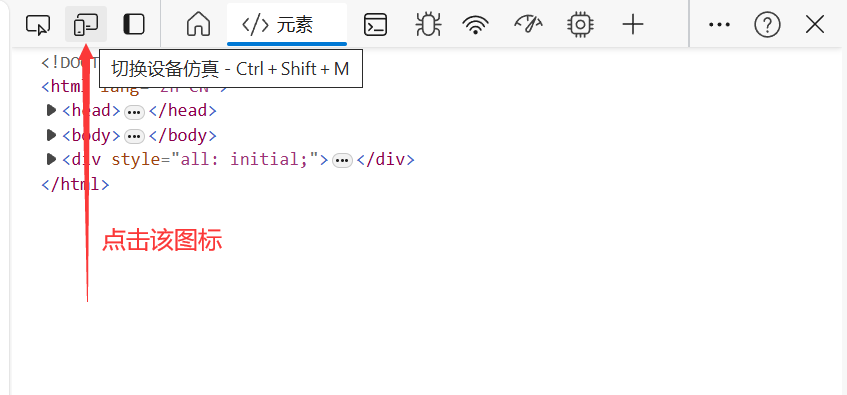 元素
<!DOCT
切换设备仿真 - Ctrl + Shift + M
<html lang="zh-CN">
<head>…</head>
<body>…</body>
<div style="all: initial;">…</div>
</html>
点击该图标